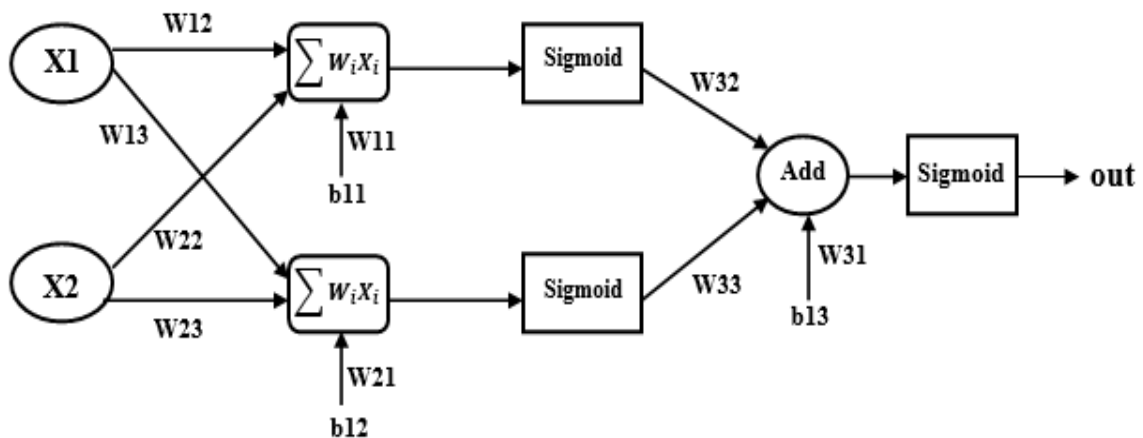 X1
W12
∑ WᵢXᵢ
Sigmoid
W32
W13
W11
b11
Add
Sigmoid
out
X2
W22
W23
∑ WᵢXᵢ
Sigmoid
W33
W31
b13
W21
b12